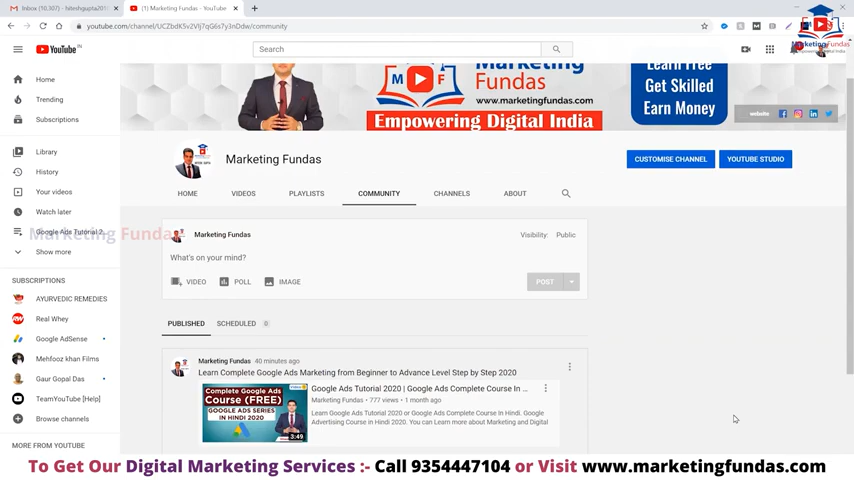 Inbox (10,307) - hiteshgupta201
(1) Marketing Fundas - YouTube
youtube.com/channel/UCZbdKSv2VIj7qG6s7y3nDdw/community
YouTube IN
Search
Marketing Fundas
M F
Fundas
www.marketingfundas.com
Empowering Digital India
Learn Free
Get Skilled
Earn Money
website
Marketing Fundas
CUSTOMISE CHANNEL
YOUTUBE STUDIO
HOME
VIDEOS
PLAYLISTS
COMMUNITY
CHANNELS
ABOUT
Home
Trending
Subscriptions
Library
History
Your videos
Watch later
Google Ads Tutorial 2...
Show more
Marketing Fundas
SUBSCRIPTIONS
AYURVEDIC REMEDIES
Real Whey
Google AdSense
Mehfooz khan Films
Gaur Gopal Das
TeamYouTube [Help]
Browse channels
MORE FROM YOUTUBE
Marketing Fundas
Visibility: Public
What's on your mind?
VIDEO
POLL
IMAGE
POST
PUBLISHED
SCHEDULED 0
Marketing Fundas 40 minutes ago
Learn Complete Google Ads Marketing from Beginner to Advance Level Step by Step 2020
Complete Google Ads
Course (FREE)
GOOGLE ADS SERIES
IN HINDI 2020
3:49
Google Ads Tutorial 2020 | Google Ads Complete Course In ...
Marketing Fundas • 777 views • 1 month ago
Learn Google Ads Tutorial 2020 or Google Ads Complete Course In Hindi. Google
Advertising Course in Hindi 2020. You can Learn more about Marketing and Digital
To Get Our Digital Marketing Services :- Call 9354447104 or Visit www.marketingfundas.com